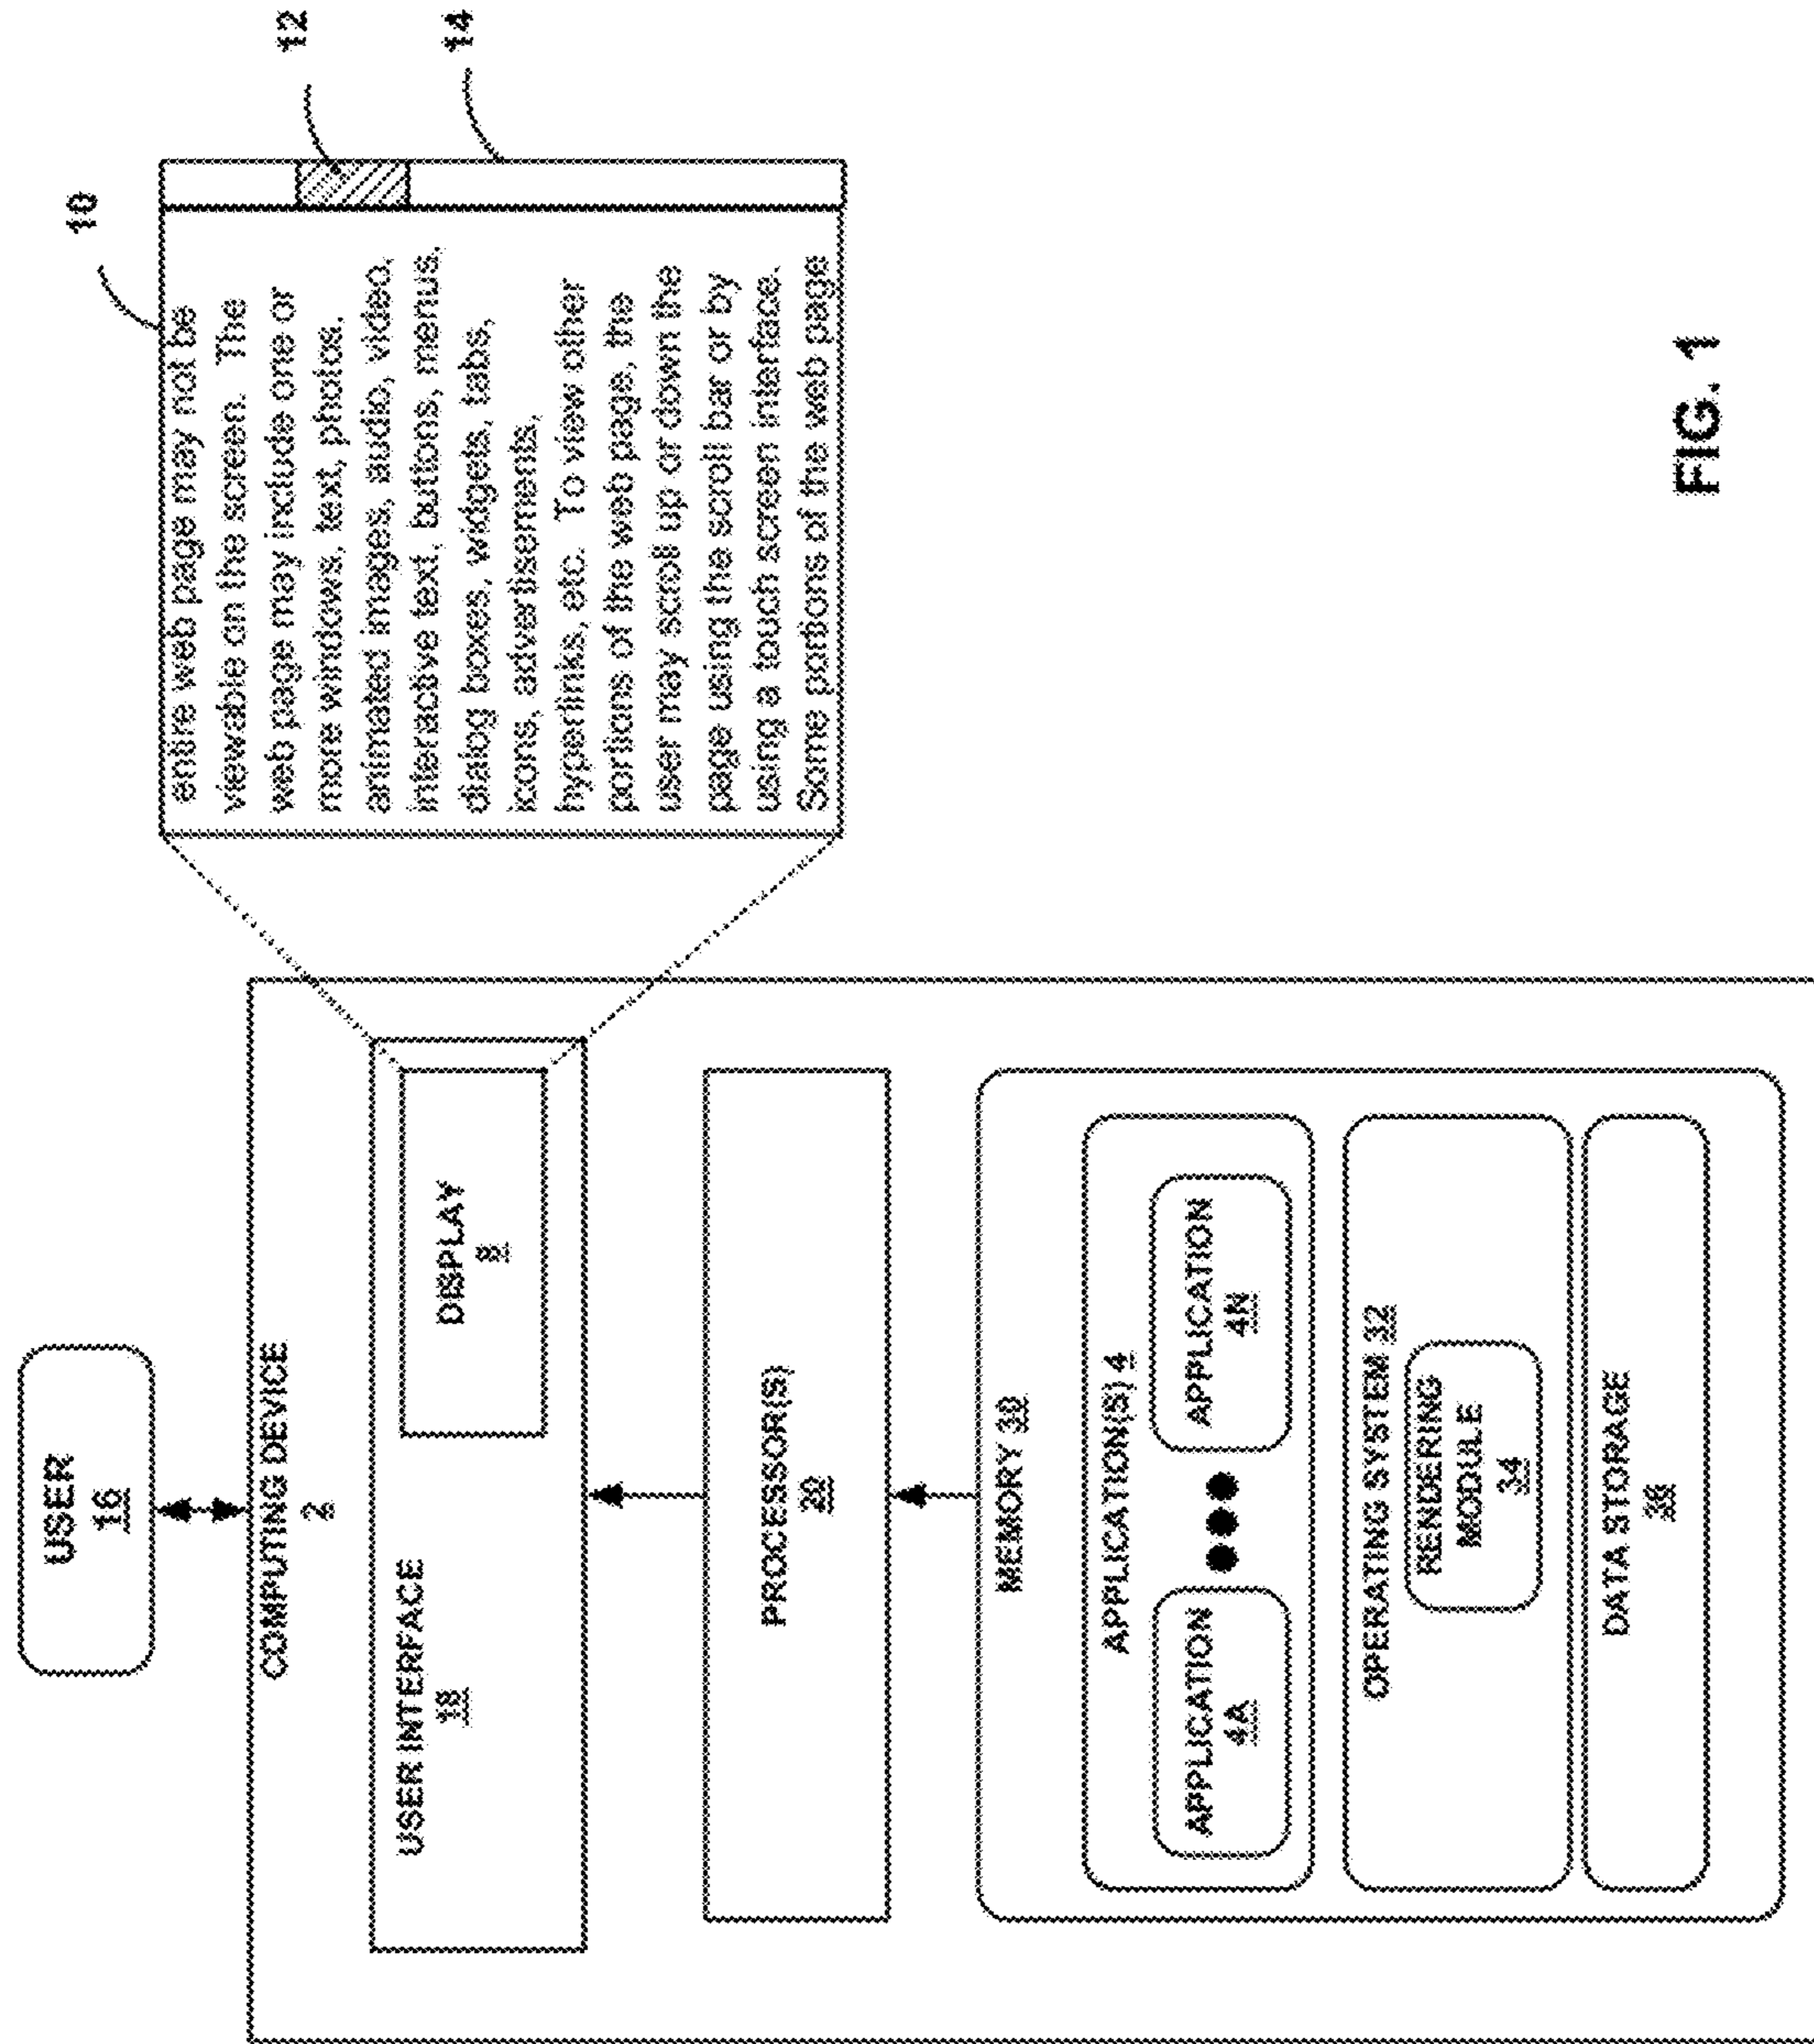 USER
16
COMPUTING DEVICE
2
USER INTERFACE
18
DISPLAY
8
PROCESSOR(S)
20
MEMORY 30
APPLICATION(S) 4
APPLICATION
4A
APPLICATION
4N
OPERATING SYSTEM 32
RENDERING
MODULE
34
DATA STORAGE
36
10
entire web page may not be
viewable on the screen. The
web page may include one or
more windows, text, photos,
animated images, audio, video,
interactive text, buttons, menus,
dialog boxes, widgets, tabs,
icons, advertisements,
hyperlinks, etc. To view other
portions of the web page, the
user may scroll up or down the
page using the scroll bar or by
using a touch screen interface.
Some portions of the web page
12
14
FIG. 1